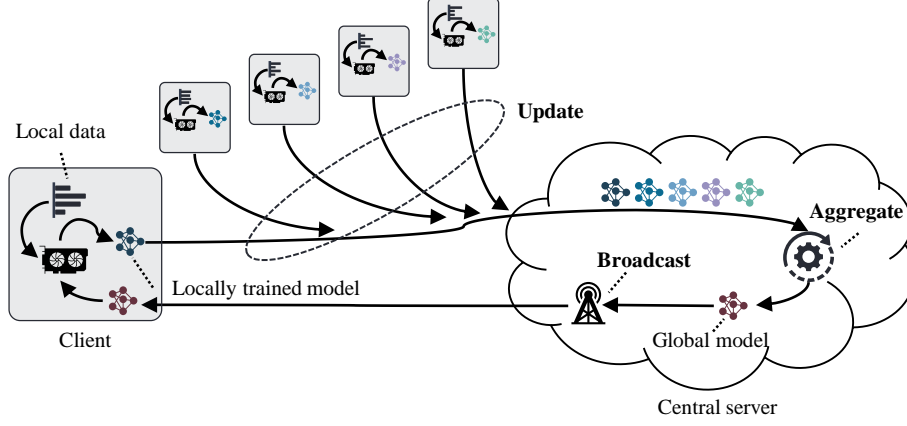 Update
Local data
Aggregate
Broadcast
Locally trained model
Client
Global model
Central server